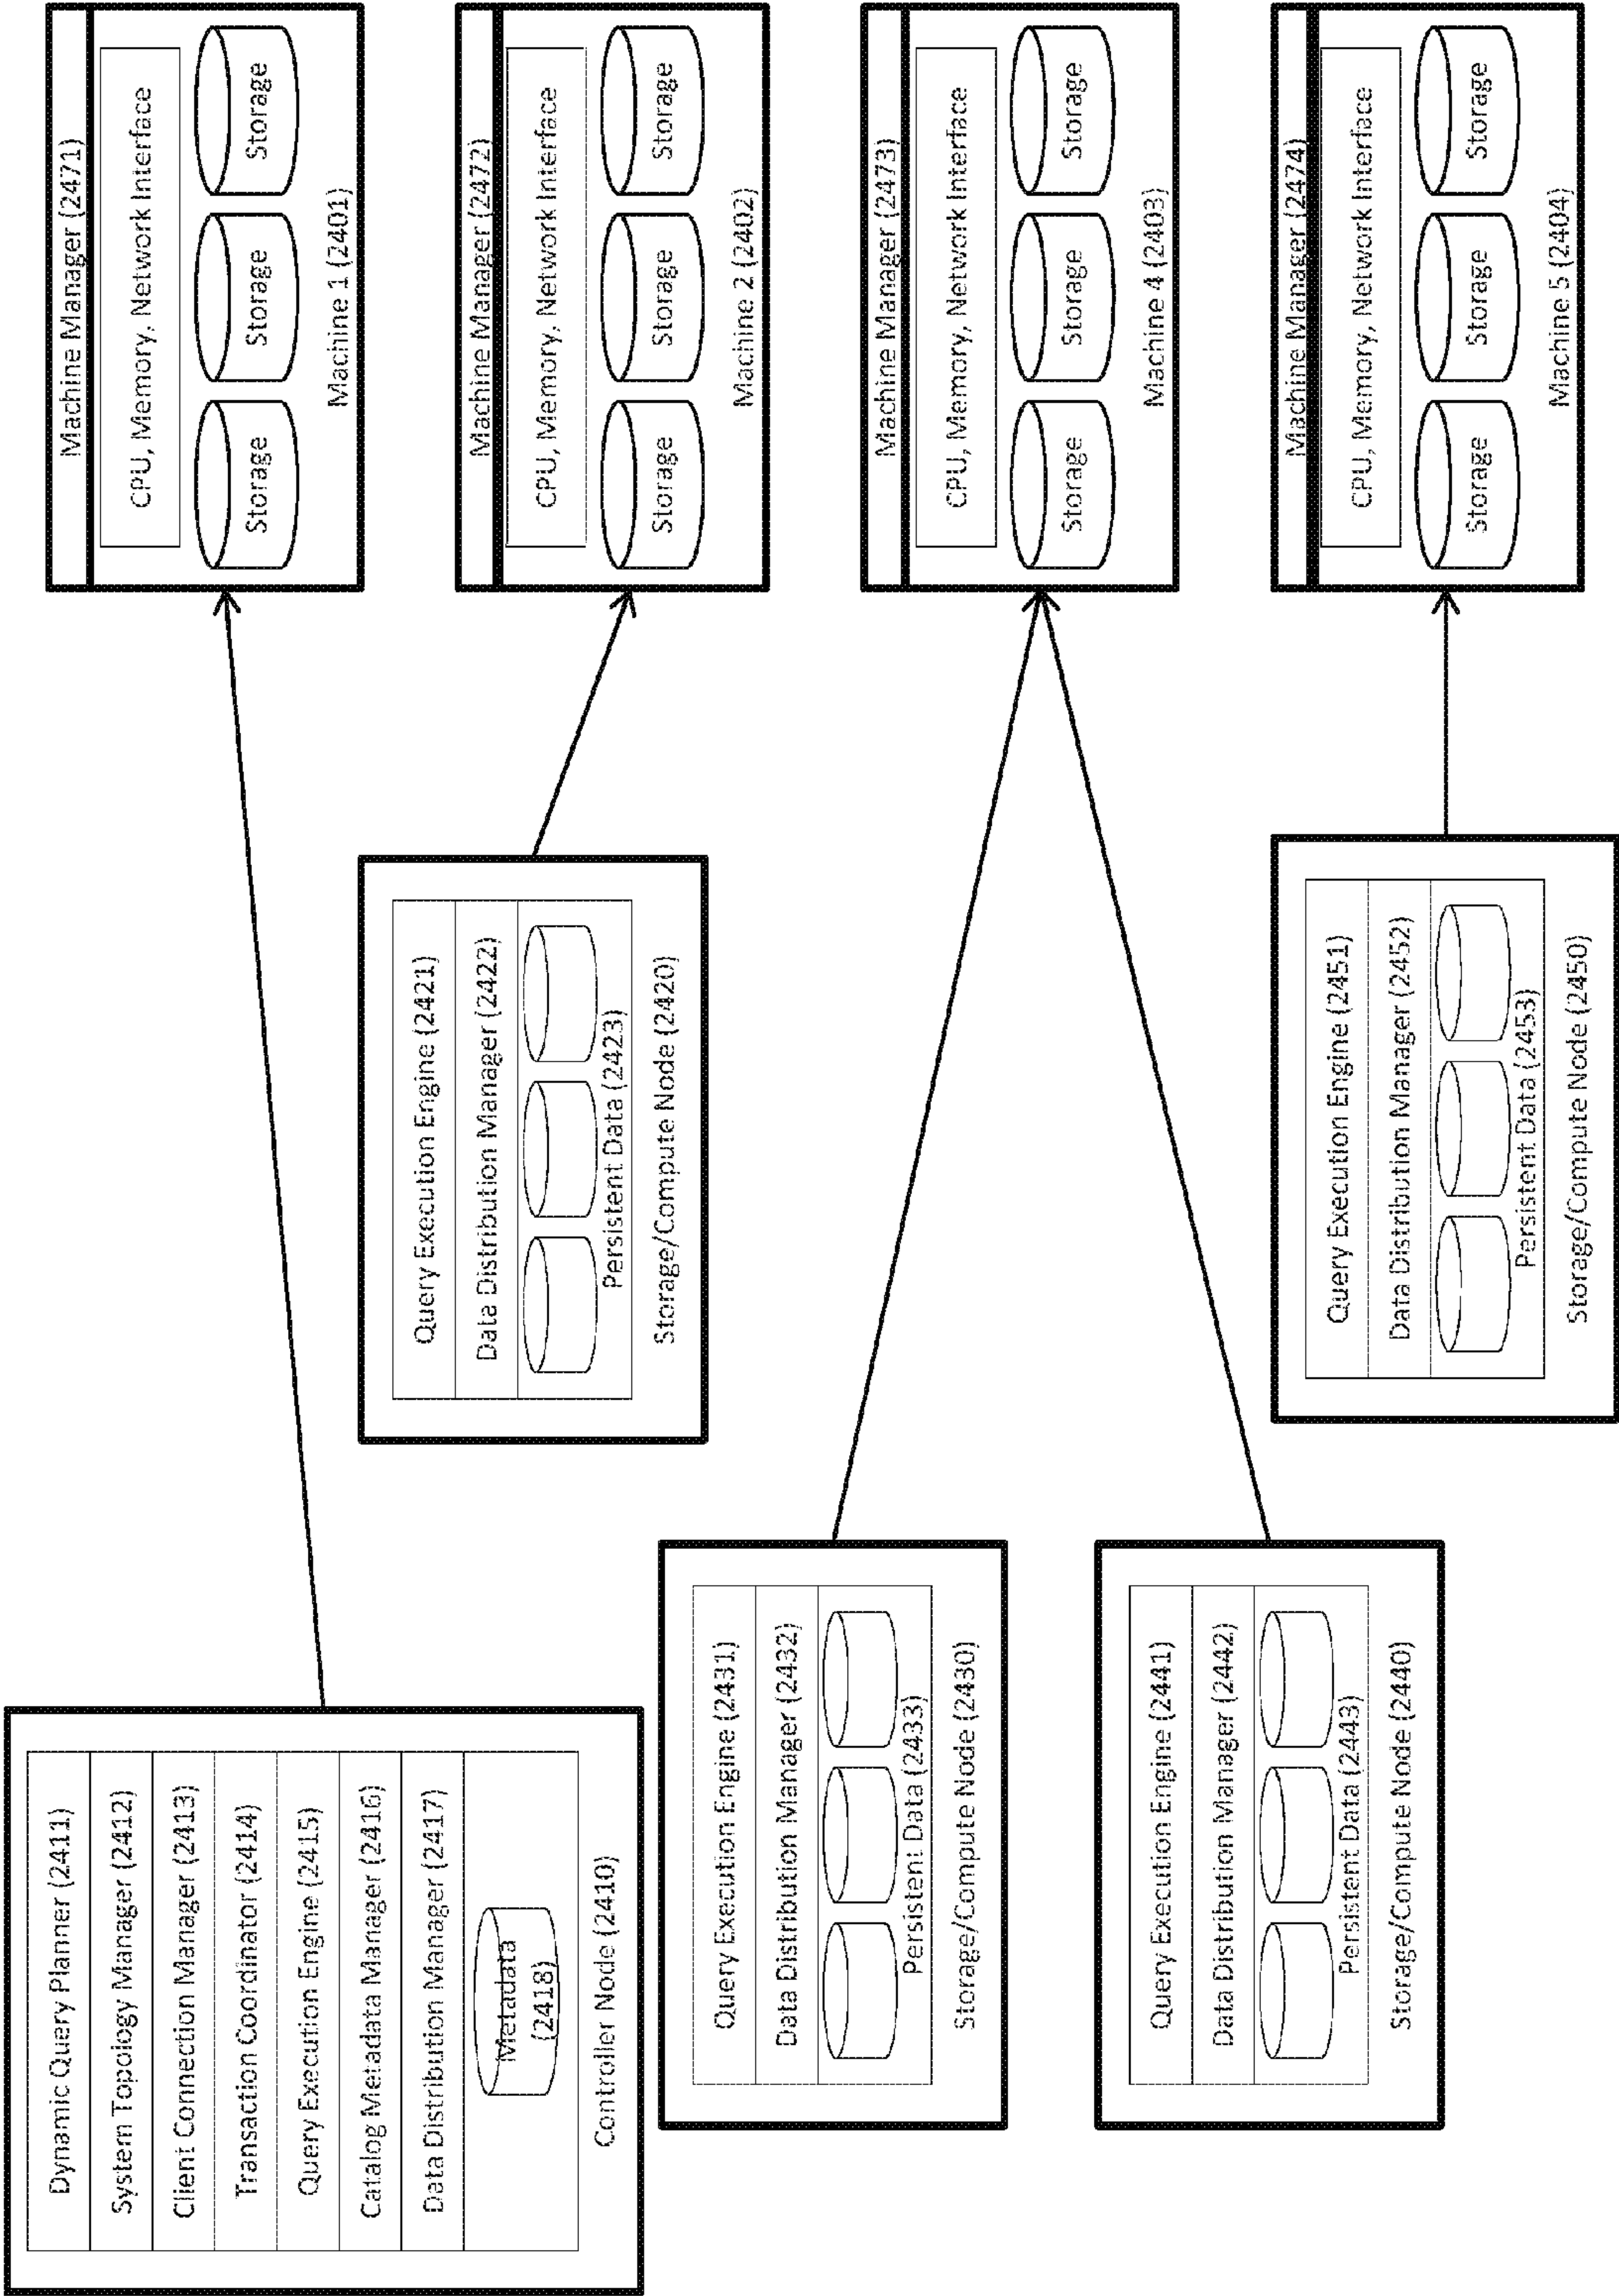 Dynamic Query Planner (2411)
System Topology Manager (2412)
Client Connection Manager (2413)
Transaction Coordinator (2414)
Query Execution Engine (2415)
Catalog Metadata Manager (2416)
Data Distribution Manager (2417)
Metadata
(2418)
Controller Node (2410)
Query Execution Engine (2431)
Data Distribution Manager (2432)
Persistent Data (2433)
Storage/Compute Node (2430)
Query Execution Engine (2441)
Data Distribution Manager (2442)
Persistent Data (2443)
Storage/Compute Node (2440)
Query Execution Engine (2421)
Data Distribution Manager (2422)
Persistent Data (2423)
Storage/Compute Node (2420)
Query Execution Engine (2451)
Data Distribution Manager (2452)
Persistent Data (2453)
Storage/Compute Node (2450)
Machine Manager (2471)
CPU, Memory, Network Interface
Storage
Storage
Storage
Machine 1 (2401)
Machine Manager (2472)
CPU, Memory, Network Interface
Storage
Storage
Storage
Machine 2 (2402)
Machine Manager (2473)
CPU, Memory, Network Interface
Storage
Storage
Storage
Machine 4 (2403)
Machine Manager (2474)
CPU, Memory, Network Interface
Storage
Storage
Storage
Machine 5 (2404)